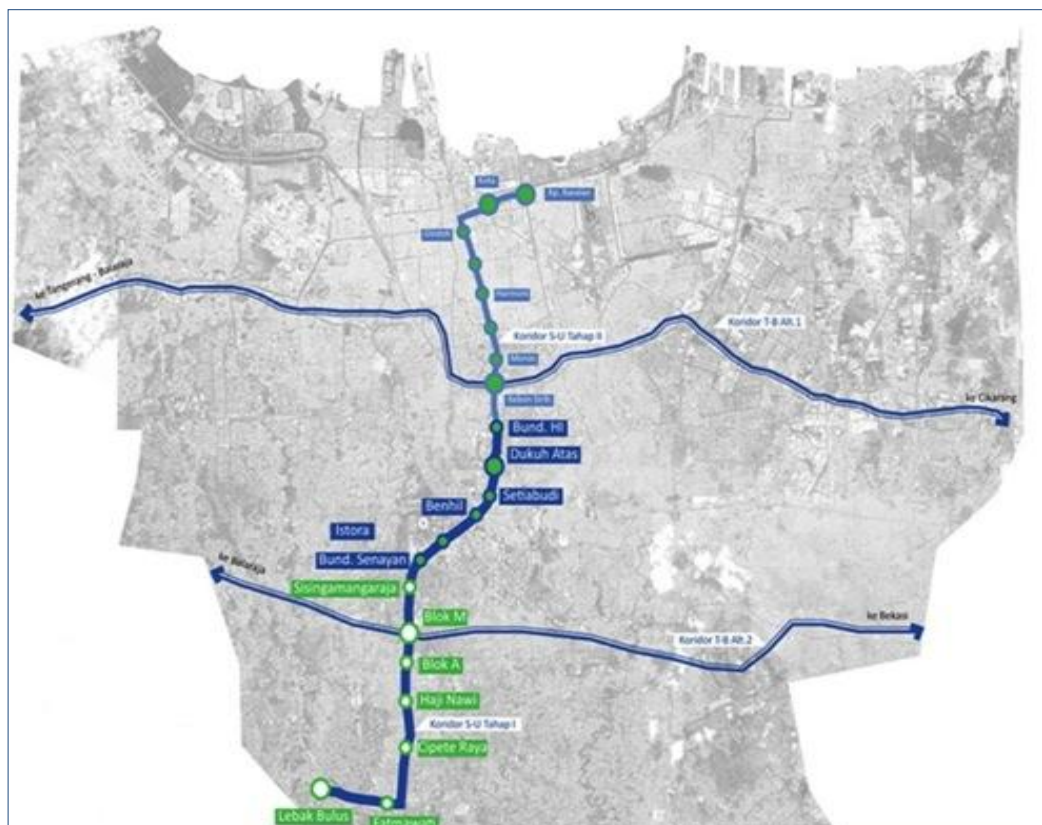 Kota
Kp. Bandan
Glodok
ke Tangerang - Balaraja
Harmoni
Koridor S-U Tahap II
Koridor T-B Alt.1
Monas
Kebon Sirih
ke Cikarang
Bund. HI
Dukuh Atas
Setiabudi
Benhil
Istora
Bund. Senayan
ke Balaraja
Sisingamangaraja
Blok M
ke Bekasi
Koridor T-B Alt.2
Blok A
Haji Nawi
Koridor S-U Tahap I
Cipete Raya
Lebak Bulus
Fatmawati